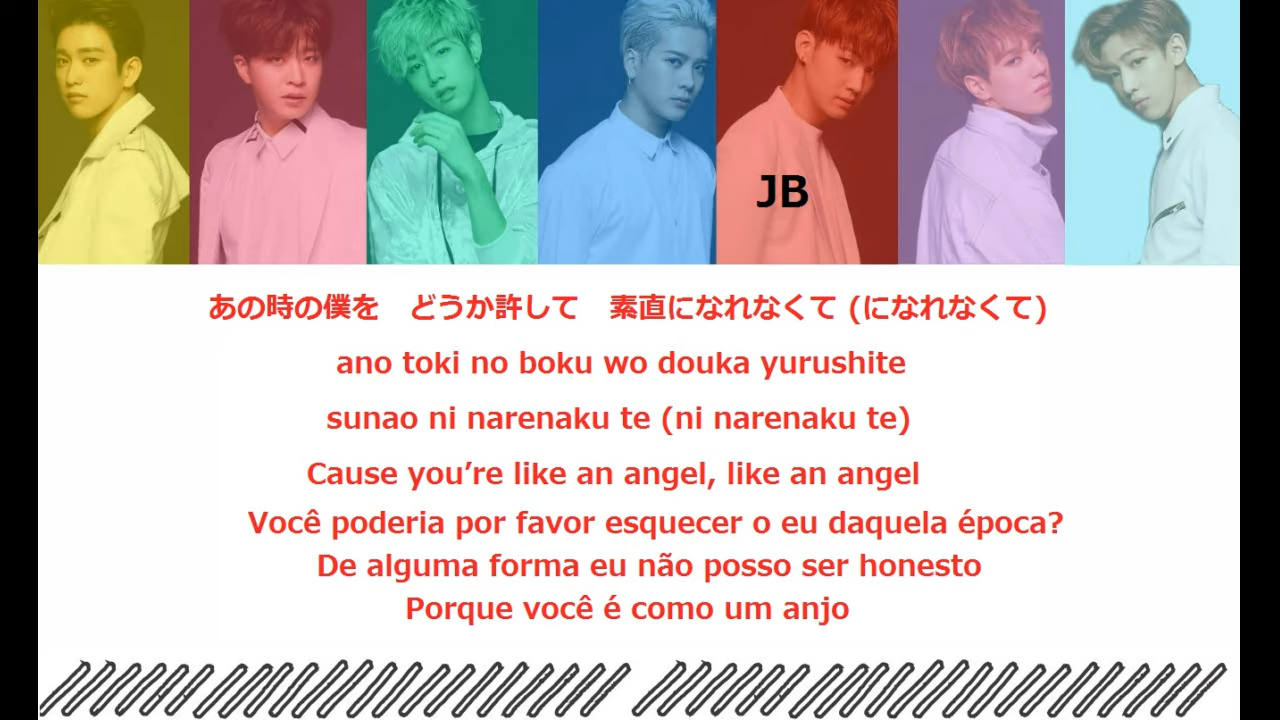 JB
あの時の僕を　どうか許して　素直になれなくて (になれなくて)
ano toki no boku wo douka yurushite
sunao ni narenaku te (ni narenaku te)
Cause you’re like an angel, like an angel
Você poderia por favor esquecer o eu daquela época?
De alguma forma eu não posso ser honesto
Porque você é como um anjo